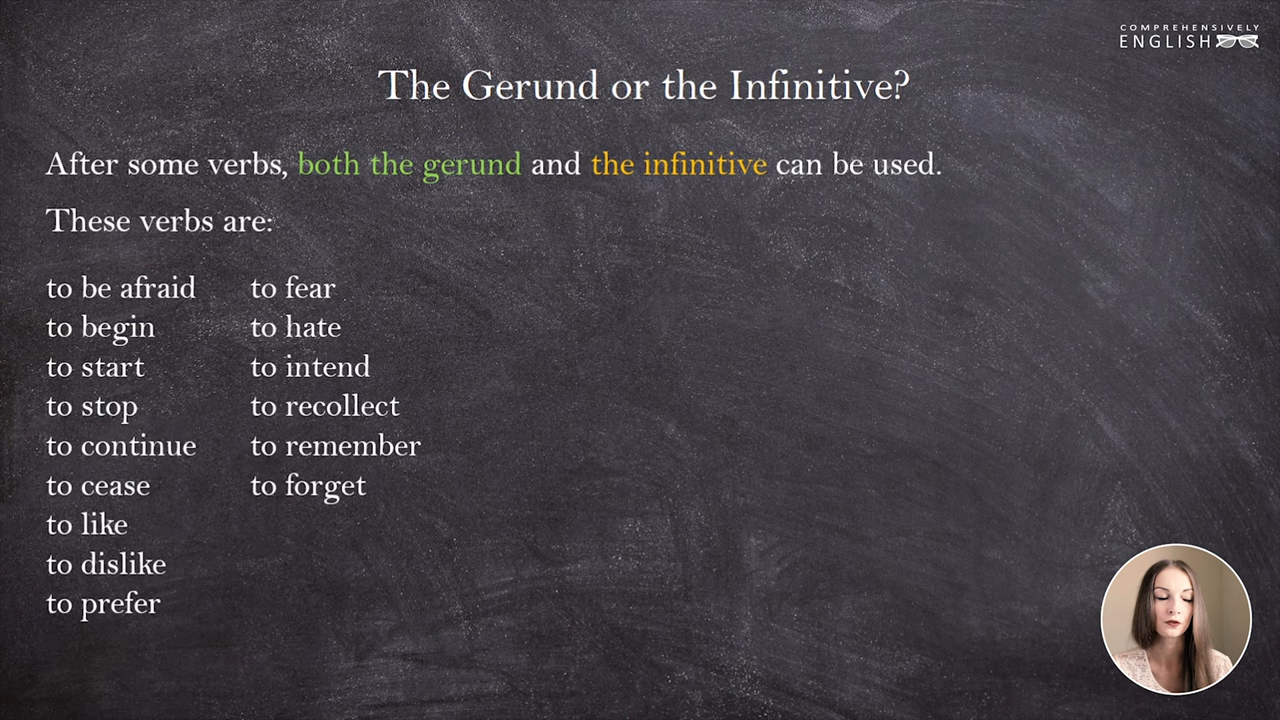 COMPREHENSIVELY
ENGLISH
The Gerund or the Infinitive?
After some verbs, both the gerund and the infinitive can be used.
These verbs are:
to be afraid
to begin
to start
to stop
to continue
to cease
to like
to dislike
to prefer
to fear
to hate
to intend
to recollect
to remember
to forget